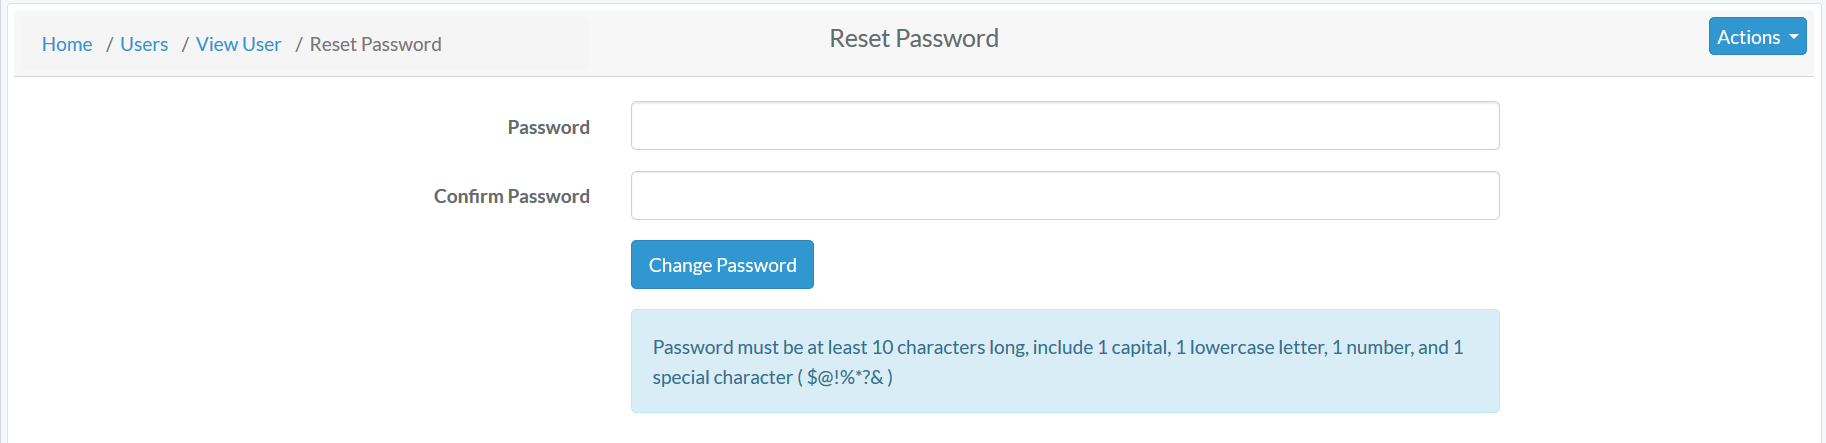 Home / Users / View User / Reset Password
Reset Password
Actions
Password
Confirm Password
Change Password
Password must be at least 10 characters long, include 1 capital, 1 lowercase letter, 1 number, and 1
special character ( $@!%*?& )